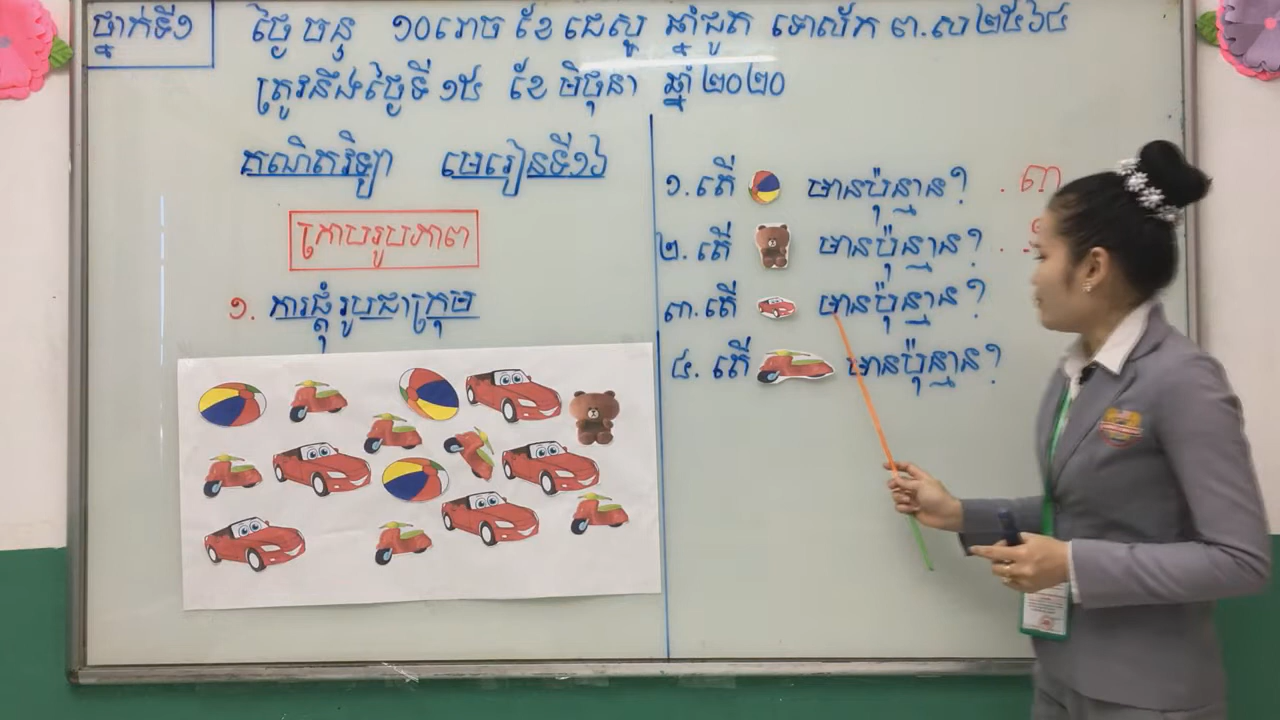 ថ្នាក់ទី១
ថ្ងៃ ចន្ទ ១០រោច ខែ ជេស្ឋ ឆ្នាំជូត ទោស័ក ព.ស២៥៦៤
ត្រូវនឹងថ្ងៃទី ១៥ ខែ មិថុនា ឆ្នាំ ២០២០
គណិតវិទ្យា មេរៀនទី១៦
ក្រាបរូបភាព
១. ការផ្តុំរូបជាក្រុម
១. តើ មានប៉ុន្មាន? . ៣
២. តើ មានប៉ុន្មាន? .
៣. តើ មានប៉ុន្មាន?
៤. តើ មានប៉ុន្មាន?